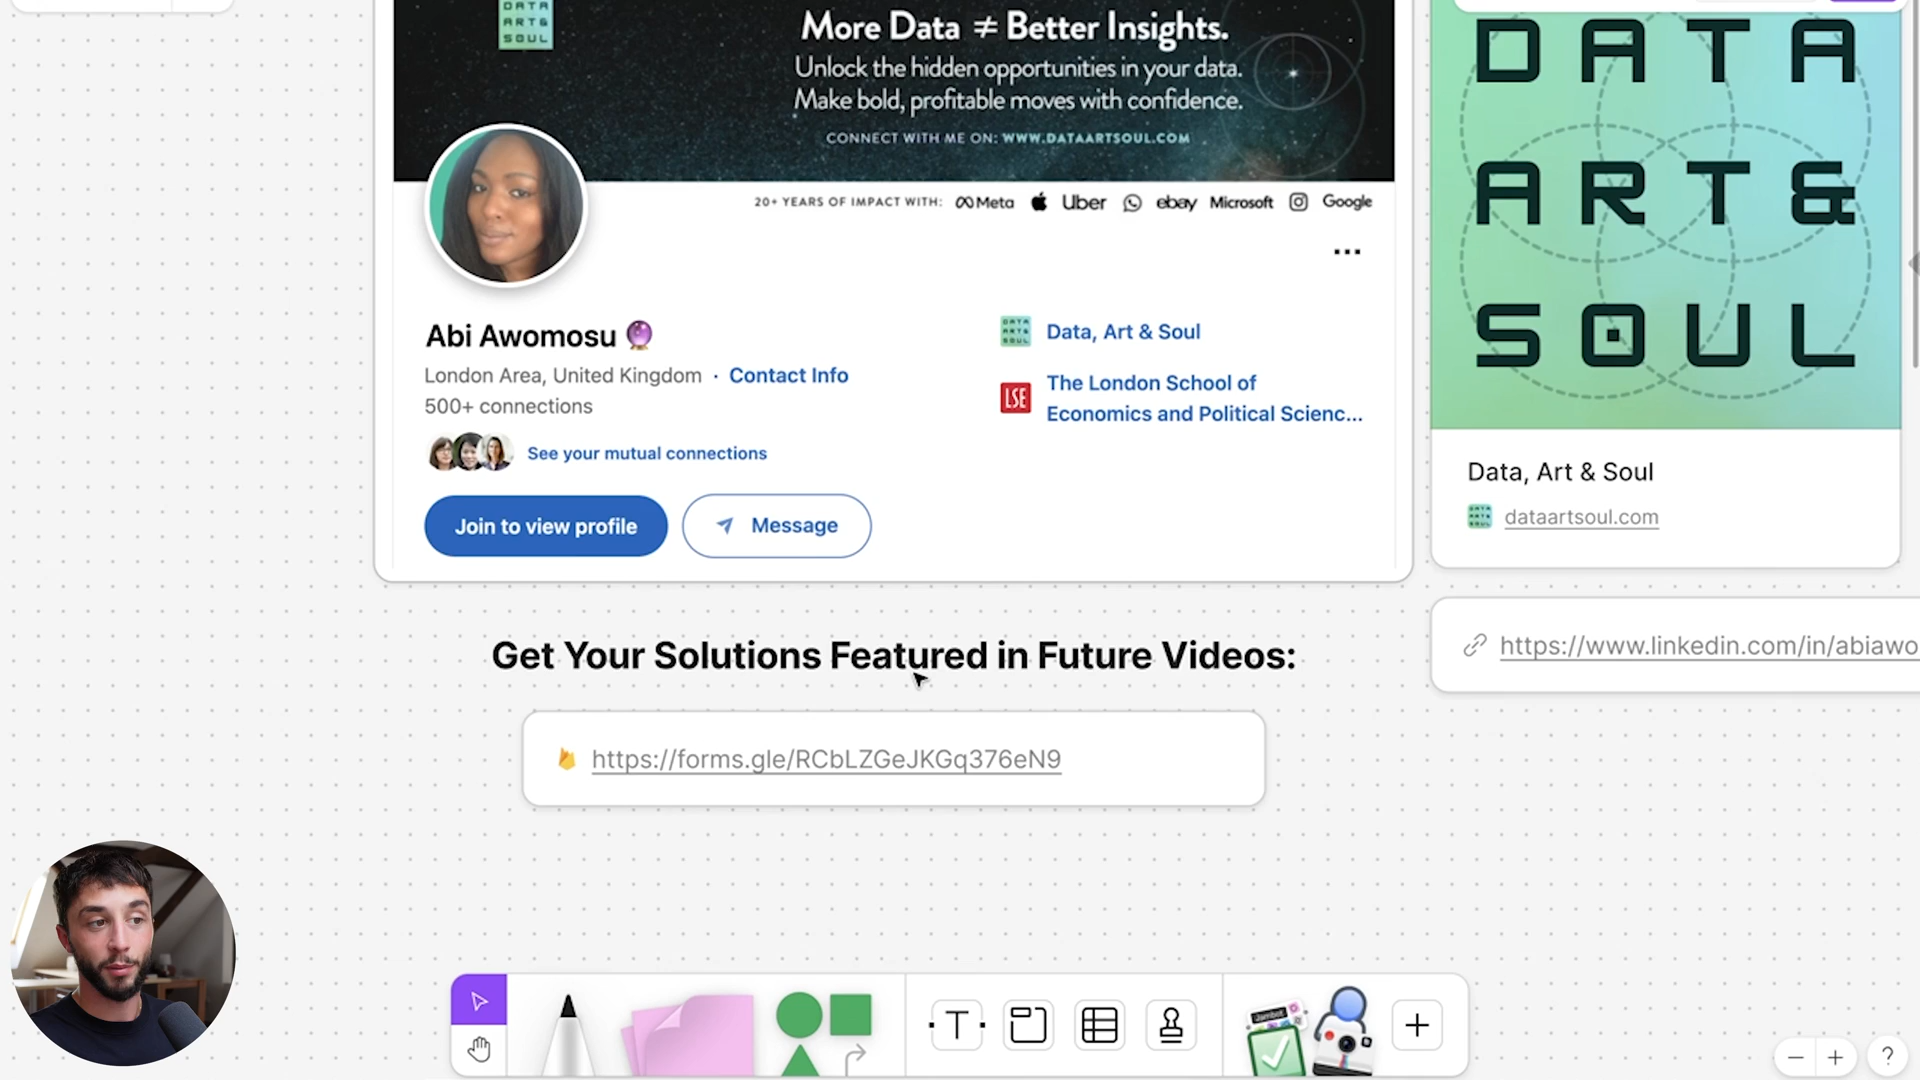 DATA
ART&
SOUL
More Data ≠ Better Insights.
Unlock the hidden opportunities in your data.
Make bold, profitable moves with confidence.
CONNECT WITH ME ON: WWW.DATAARTSOUL.COM
20+ YEARS OF IMPACT WITH: Meta Uber ebay Microsoft Google
Abi Awomosu
London Area, United Kingdom · Contact Info
500+ connections
See your mutual connections
Join to view profile
Message
DATA
ART&
SOUL
Data, Art & Soul
LSE
The London School of
Economics and Political Scienc...
DATA
ART&
SOUL
Data, Art & Soul
DATA
ART&
SOUL
dataartsoul.com
https://www.linkedin.com/in/abiawo
Get Your Solutions Featured in Future Videos:
https://forms.gle/RCbLZGeJKGq376eN9
T
?